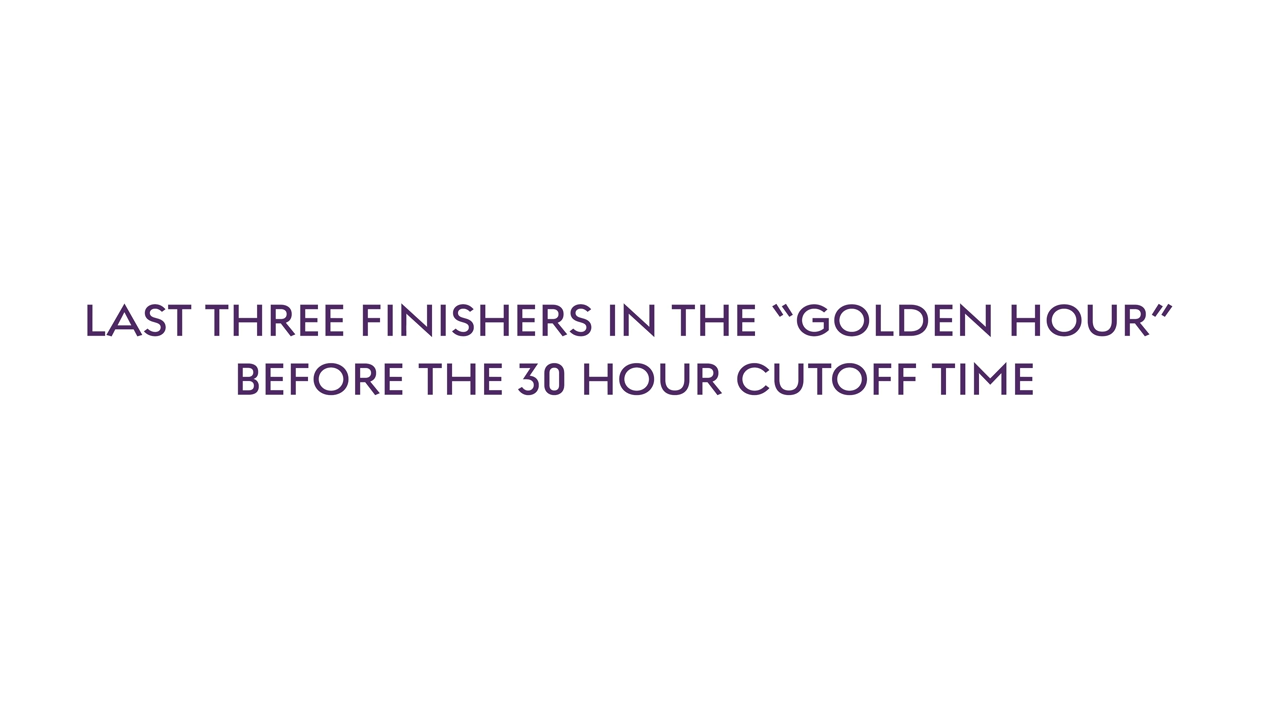 LAST THREE FINISHERS IN THE “GOLDEN HOUR”
BEFORE THE 30 HOUR CUTOFF TIME